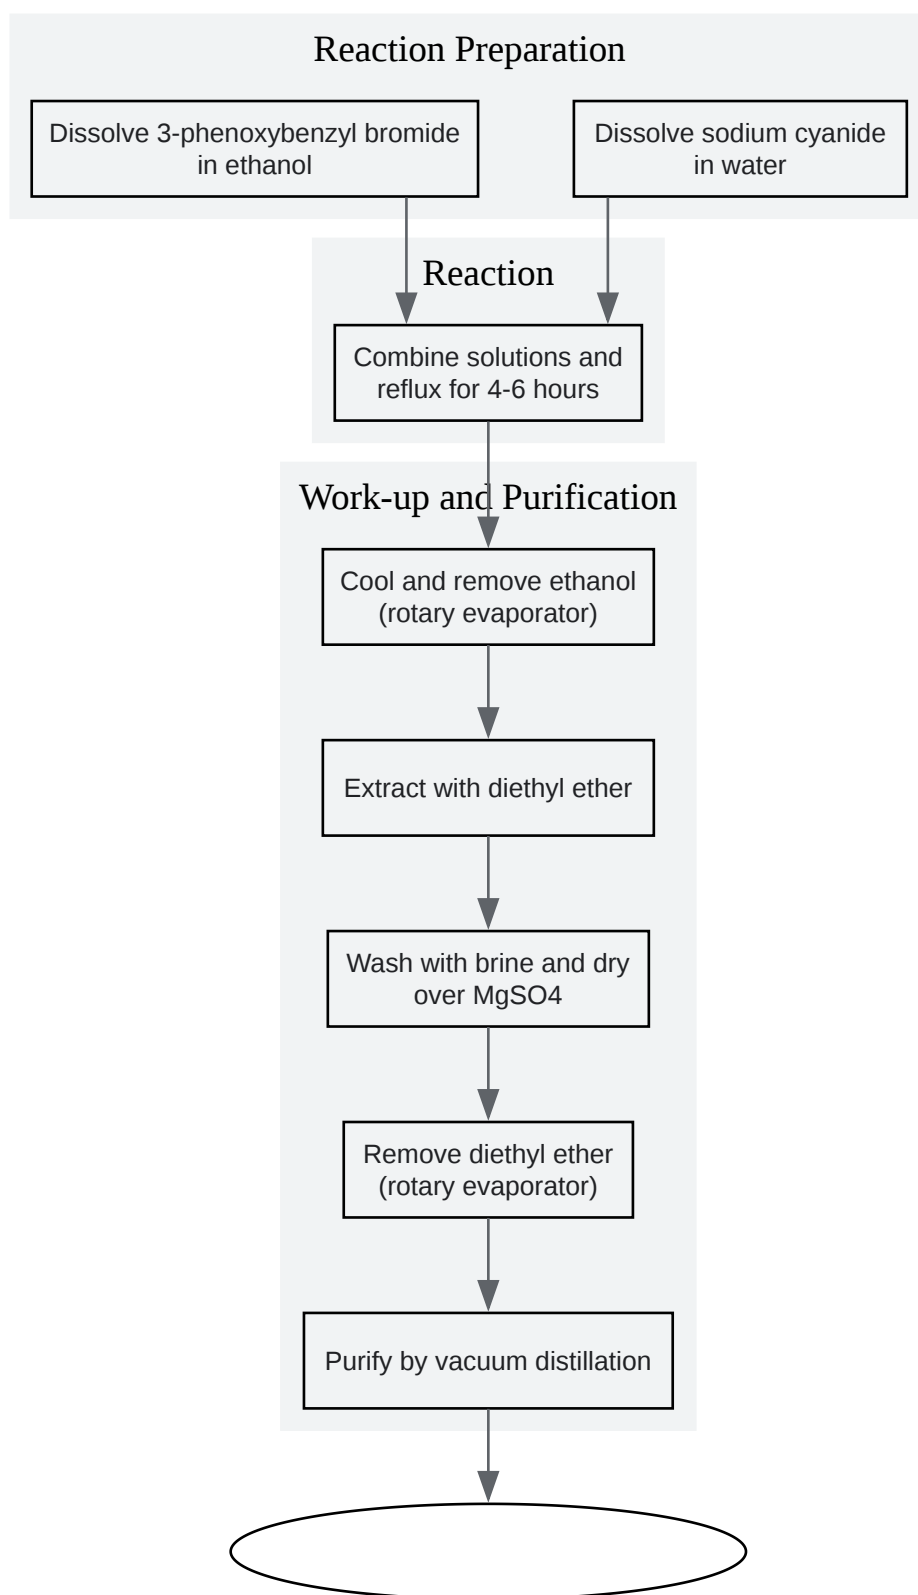 Reaction Preparation
Dissolve 3-phenoxybenzyl bromide
in ethanol
Dissolve sodium cyanide
in water
Reaction
Combine solutions and
reflux for 4-6 hours
Work-up and Purification
Cool and remove ethanol
(rotary evaporator)
Extract with diethyl ether
Wash with brine and dry
over MgSO4
Remove diethyl ether
(rotary evaporator)
Purify by vacuum distillation